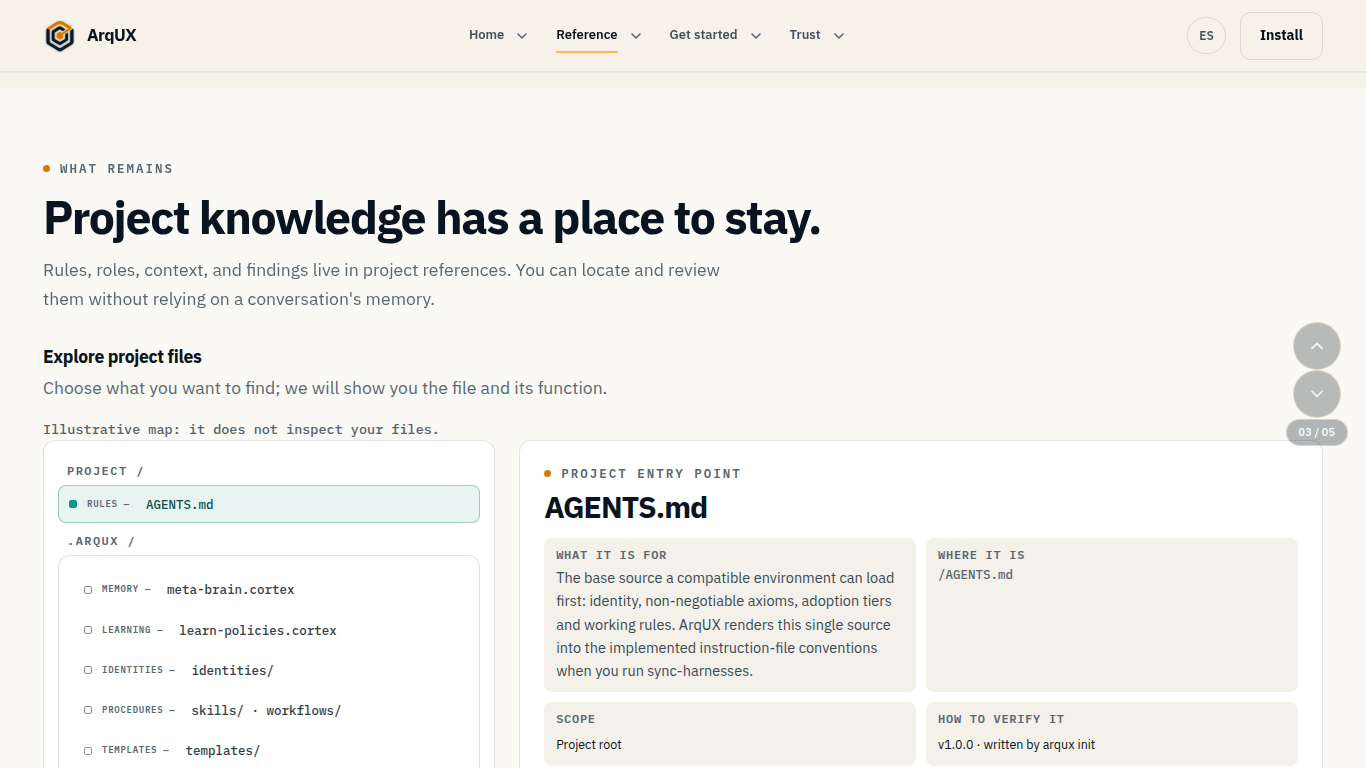 ArqUX
Home
Reference
Get started
Trust
ES
Install
WHAT REMAINS
Project knowledge has a place to stay.
Rules, roles, context, and findings live in project references. You can locate and review
them without relying on a conversation's memory.
Explore project files
Choose what you want to find; we will show you the file and its function.
03 / 05
Illustrative map: it does not inspect your files.
PROJECT /
RULES – AGENTS.md
.ARQUX /
MEMORY – meta-brain.cortex
LEARNING – learn-policies.cortex
IDENTITIES – identities/
PROCEDURES – skills/ · workflows/
TEMPLATES – templates/
PROJECT ENTRY POINT
AGENTS.md
WHAT IT IS FOR
The base source a compatible environment can load
first: identity, non-negotiable axioms, adoption tiers
and working rules. ArqUX renders this single source
into the implemented instruction-file conventions
when you run sync-harnesses.
WHERE IT IS
/AGENTS.md
SCOPE
Project root
HOW TO VERIFY IT
v1.0.0 · written by arqux init